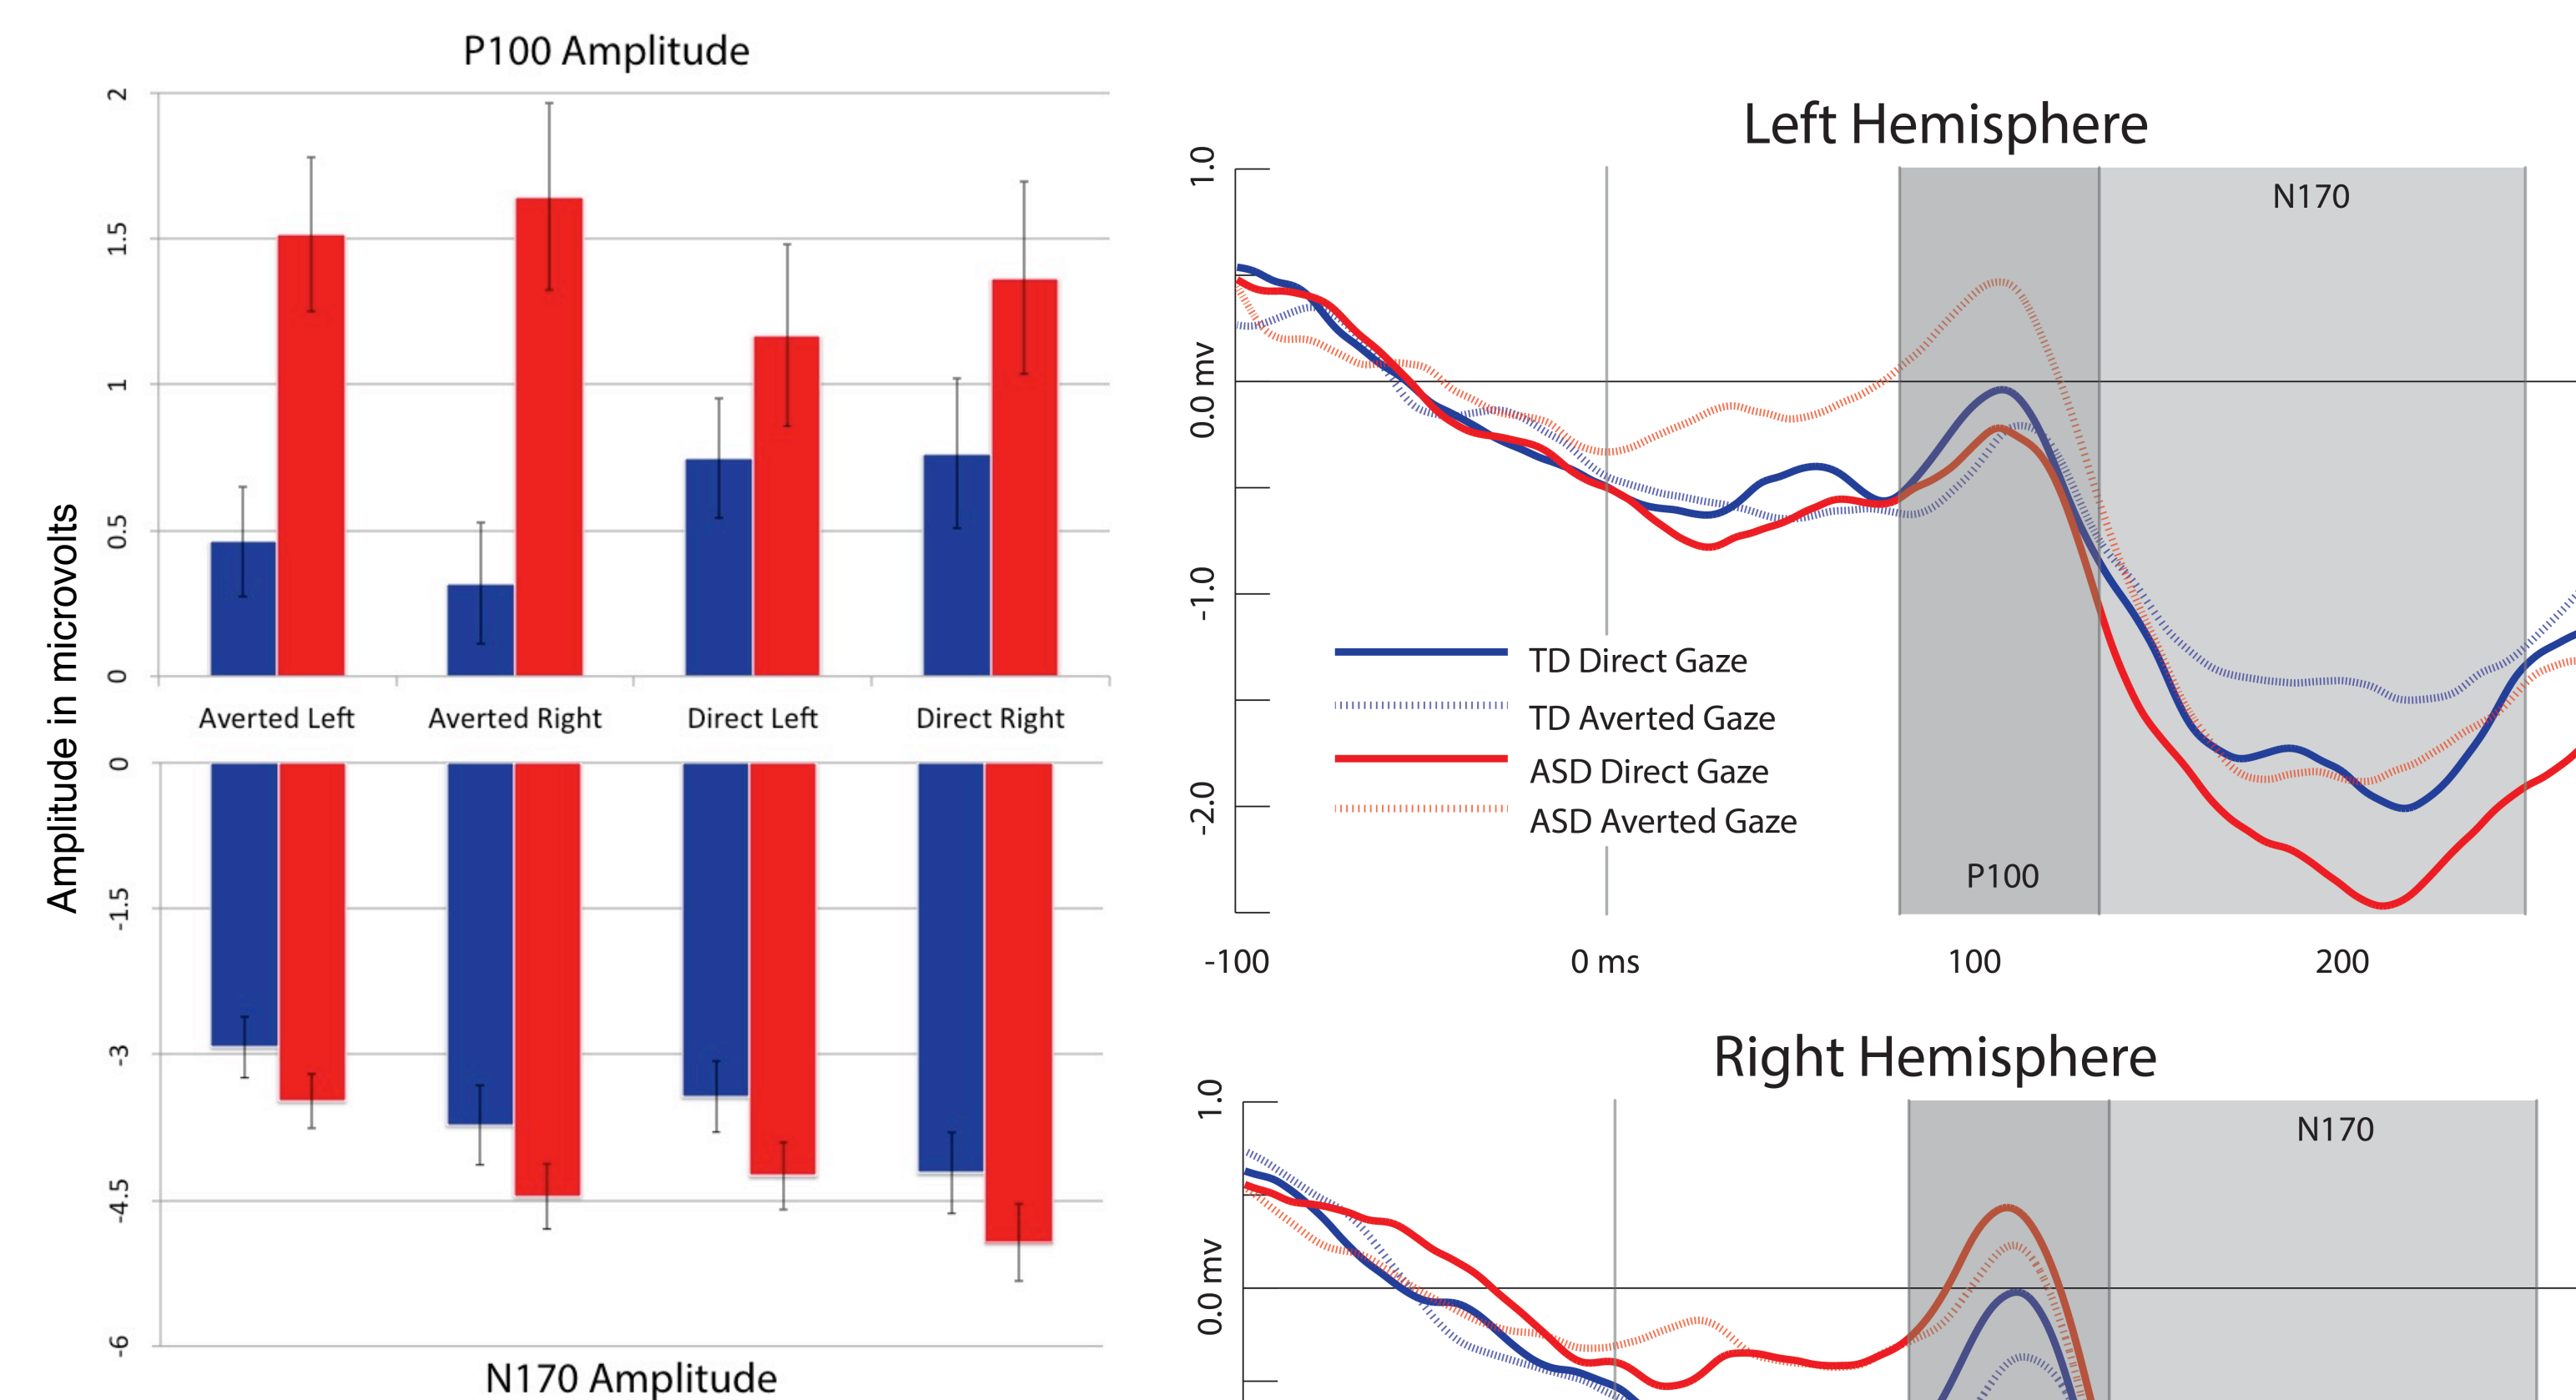 P100 Amplitude
Amplitude in microvolts
2
1.5
1
0.5
0
Averted Left
Averted Right
Direct Left
Direct Right
0
-1.5
-3
-4.5
-6
N170 Amplitude
Left Hemisphere
1.0
0.0 mv
-1.0
-2.0
N170
P100
TD Direct Gaze
TD Averted Gaze
ASD Direct Gaze
ASD Averted Gaze
-100
0 ms
100
200
Right Hemisphere
1.0
0.0 mv
N170